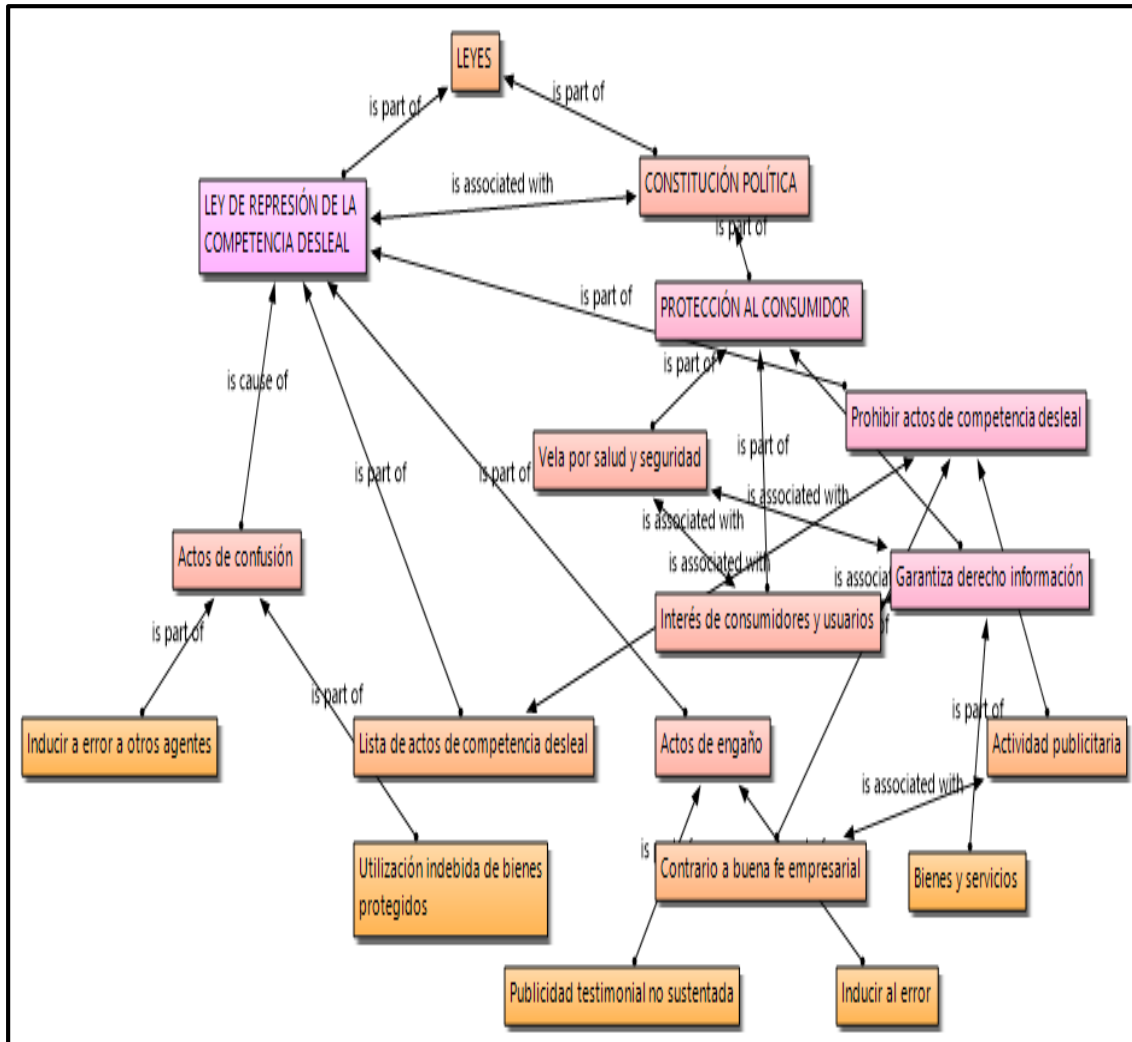 LEYES
is part of
is part of
is associated with
CONSTITUCIÓN POLÍTICA
LEY DE REPRESIÓN DE LA
COMPETENCIA DESLEAL
is part of
PROTECCIÓN AL CONSUMIDOR
is part of
is part of
is cause of
Prohibir actos de competencia desleal
Vela por salud y seguridad
is part of
is part of
is part of
is associated with
is associated with
Actos de confusión
is associated with
Garantiza derecho información
Interés de consumidores y usuarios
is part of
is part of
is part of
Inducir a error a otros agentes
Lista de actos de competencia desleal
Actos de engaño
Actividad publicitaria
is associated with
Contrario a buena fe empresarial
Utilización indebida de bienes
protegidos
Bienes y servicios
Publicidad testimonial no sustentada
Inducir al error